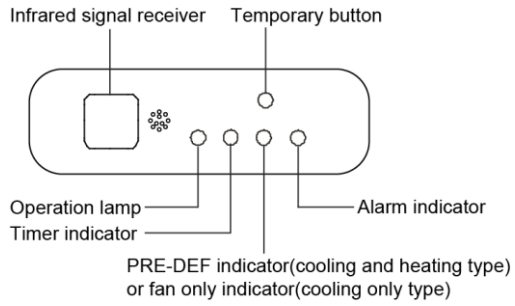 Infrared signal receiver
Temporary button
Operation lamp
Alarm indicator
Timer indicator
PRE-DEF indicator(cooling and heating type)
or fan only indicator(cooling only type)